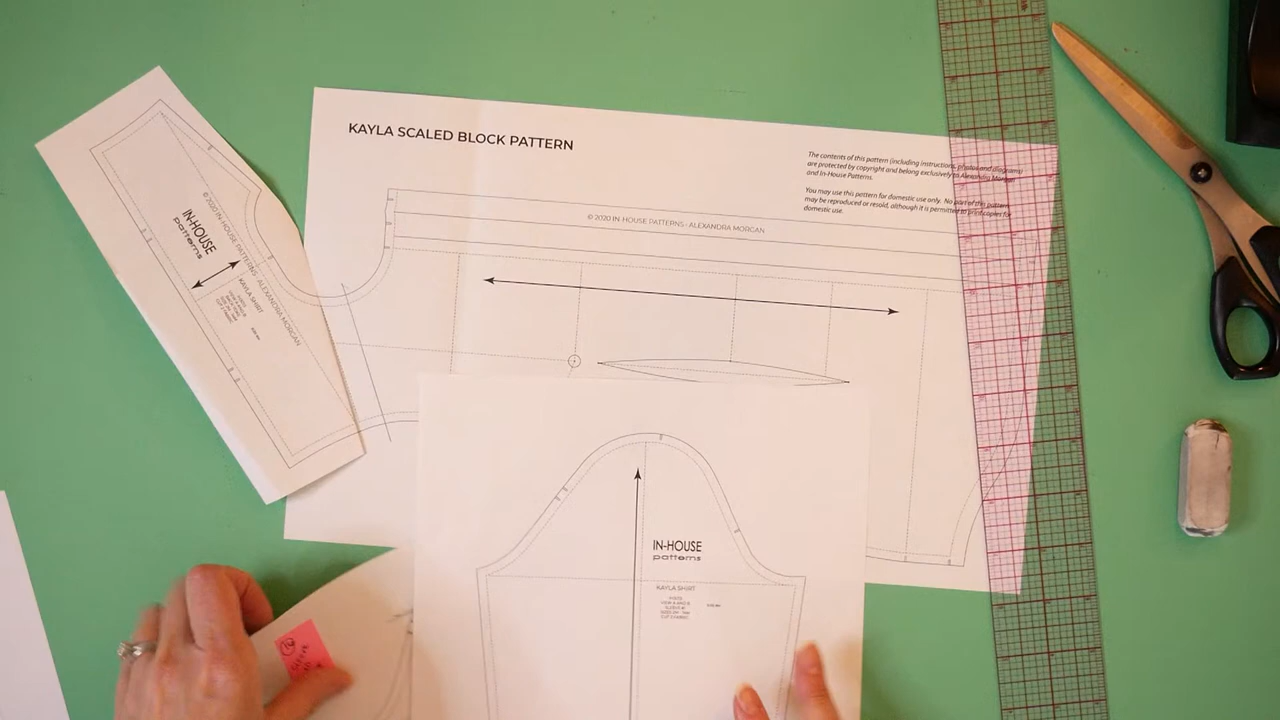 KAYLA SCALED BLOCK PATTERN
The contents of this pattern (including instructions, photos and diagrams)
are protected by copyright and belong exclusively to Alexandra Morgan
and In-House Patterns.
You may use this pattern for domestic use only. No part of this pattern
may be reproduced or resold, although it is permitted to print copies for
domestic use.
© 2020 IN-HOUSE PATTERNS - ALEXANDRA MORGAN
© 2020 IN-HOUSE PATTERNS - ALEXANDRA MORGAN
IN-HOUSE
patterns
KAYLA SHIRT
IN-HOUSE
patterns
KAYLA SHIRT